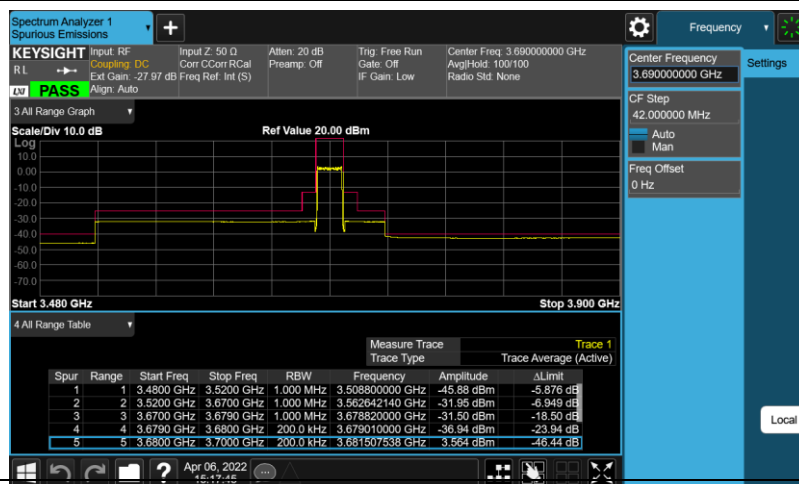 Spectrum Analyzer 1
Spurious Emissions
+
Frequency
KEYSIGHT Input: RF Input Z: 50 Ω Atten: 20 dB Trig: Free Run Center Freq: 3.690000000 GHz
RL Coupling: DC Corr CCorr RCal Preamp: Off Gate: Off Avg|Hold: 100/100
Ext Gain: -27.97 dB Freq Ref: Int (S) IF Gain: Low Radio Std: None
LXI PASS Align: Auto
Center Frequency
3.690000000 GHz
Settings
CF Step
42.000000 MHz
Auto
Man
Freq Offset
0 Hz
Local
3 All Range Graph
Scale/Div 10.0 dB Ref Value 20.00 dBm
Log
10.0
0.00
-10.0
-20.0
-30.0
-40.0
-50.0
-60.0
-70.0
Start 3.480 GHz Stop 3.900 GHz
4 All Range Table
Measure Trace Trace 1
Trace Type Trace Average (Active)
Spur Range Start Freq Stop Freq RBW Frequency Amplitude ΔLimit
1 1 3.4800 GHz 3.5200 GHz 1.000 MHz 3.508800000 GHz -45.88 dBm -5.876 dB
2 2 3.5200 GHz 3.6700 GHz 1.000 MHz 3.562642140 GHz -31.95 dBm -6.949 dB
3 3 3.6700 GHz 3.6790 GHz 1.000 MHz 3.678820000 GHz -31.50 dBm -18.50 dB
4 4 3.6790 GHz 3.6800 GHz 200.0 kHz 3.679010000 GHz -36.94 dBm -23.94 dB
5 5 3.6800 GHz 3.7000 GHz 200.0 kHz 3.681507538 GHz 3.564 dBm -46.44 dB
? Apr 06, 2022
15:17:45